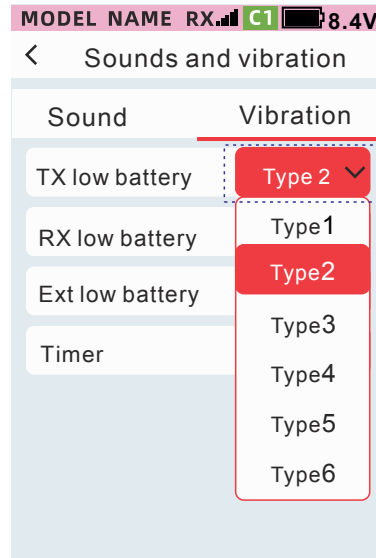 MODEL NAME RX C1 8.4V
Sounds and vibration
Sound Vibration
TX low battery Type 2
Type1
RX low battery
Type2
Ext low battery
Type3
Timer
Type4
Type5
Type6